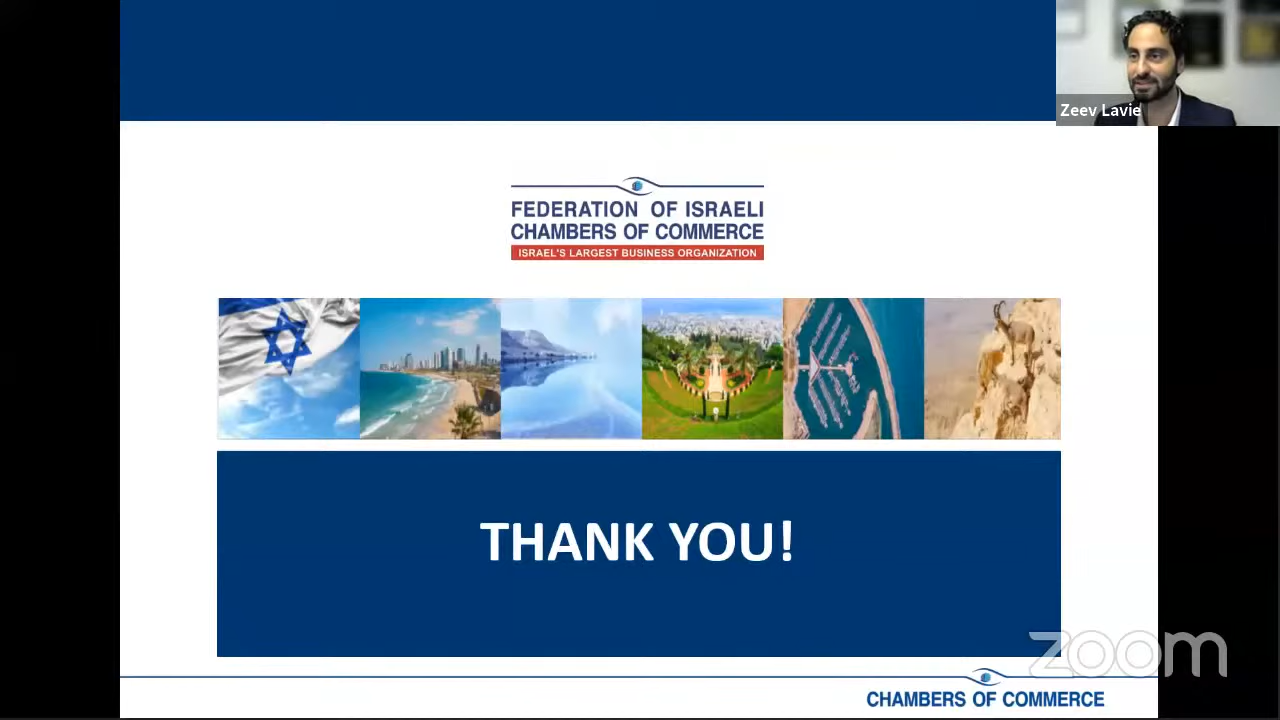 Zeev Lavie
FEDERATION OF ISRAELI
CHAMBERS OF COMMERCE
ISRAEL'S LARGEST BUSINESS ORGANIZATION
THANK YOU!
zoom
CHAMBERS OF COMMERCE